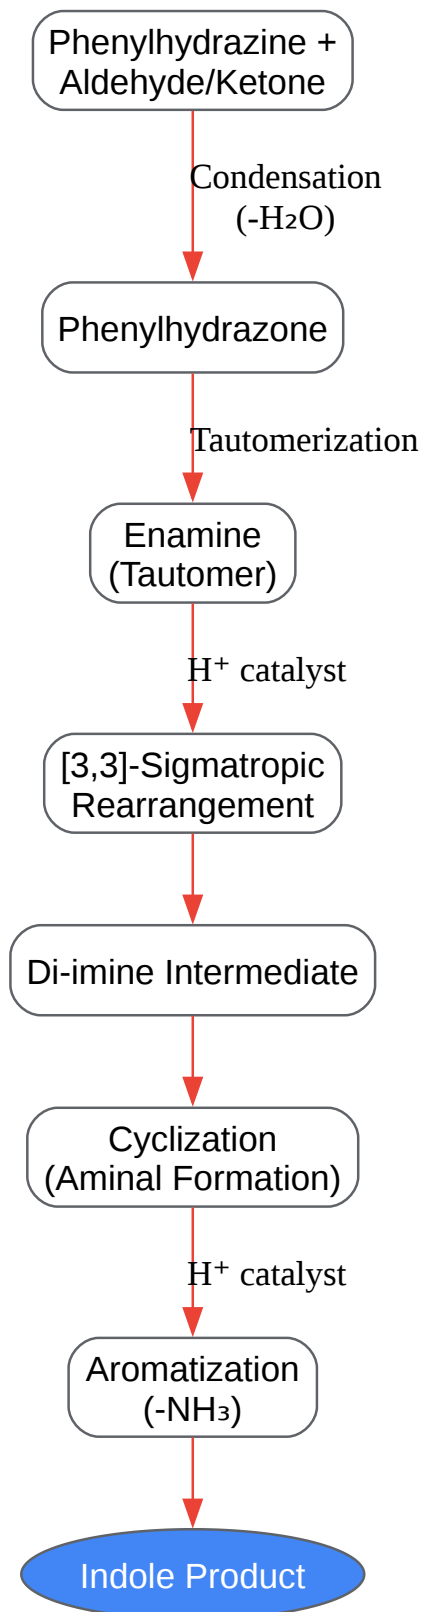 Phenylhydrazine +
Aldehyde/Ketone
Condensation
(-H₂O)
Phenylhydrazone
Tautomerization
Enamine
(Tautomer)
H⁺ catalyst
[3,3]-Sigmatropic
Rearrangement
Di-imine Intermediate
Cyclization
(Aminal Formation)
H⁺ catalyst
Aromatization
(-NH₃)
Indole Product